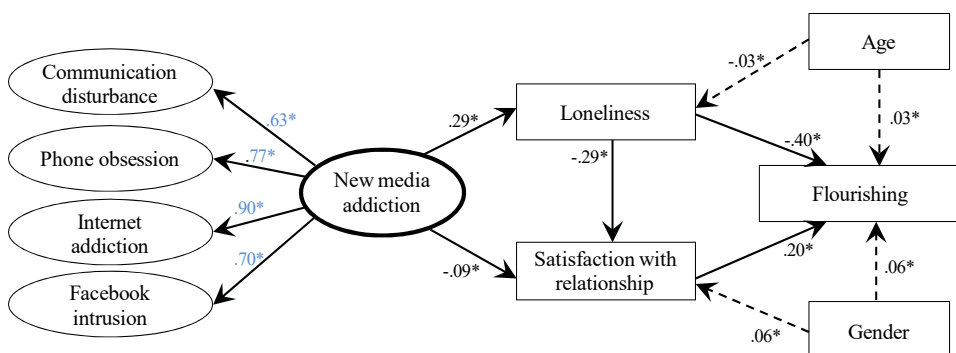 Communication
disturbance
Phone obsession
Internet
addiction
Facebook
intrusion
.63*
.77*
.90*
.70*
New media
addiction
.29*
-.09*
Loneliness
-.29*
Satisfaction with
relationship
-.03*
Age
.03*
-.40*
Flourishing
.20*
.06*
.06*
Gender